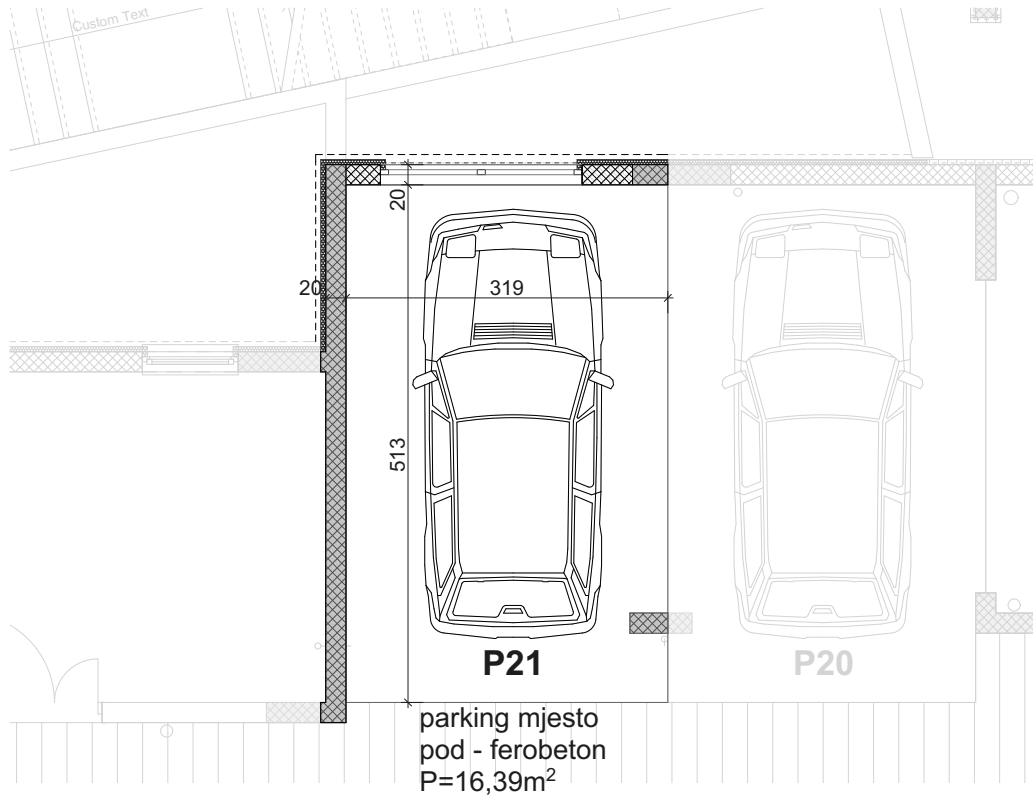 Custom Text
20
20
319
513
P21
P20
parking mjesto
pod - ferobeton
P=16,39m²